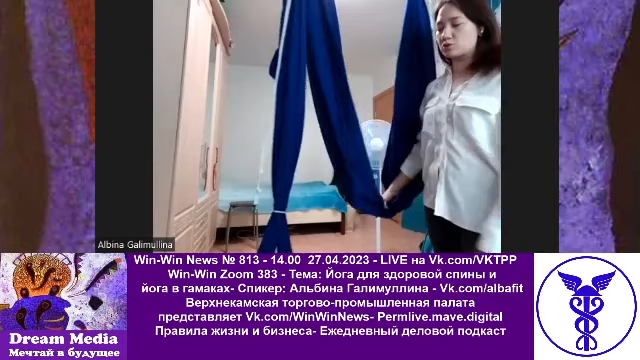 Albina Galimullina
Win-Win News № 813 - 14.00 27.04.2023 - LIVE на Vk.com/VKTPP
Win-Win Zoom 383 - Тема: Йога для здоровой спины и
йога в гамаках- Спикер: Альбина Галимуллина - Vk.com/albafit
Верхнекамская торгово-промышленная палата
представляет Vk.com/WinWinNews- Permlive.mave.digital
Правила жизни и бизнеса- Ежедневный деловой подкаст
Dream Media
Мечтай в будущее